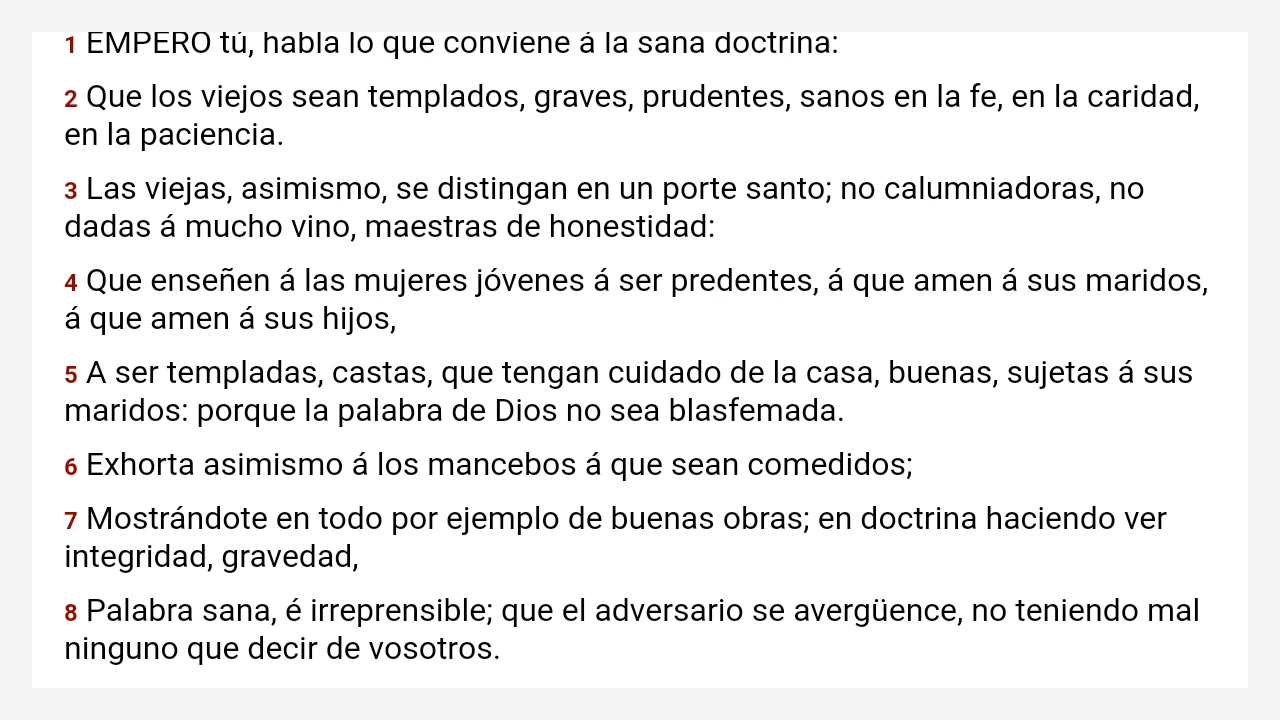 1 EMPERO tú, habla lo que conviene á la sana doctrina:
2 Que los viejos sean templados, graves, prudentes, sanos en la fe, en la caridad,
en la paciencia.
3 Las viejas, asimismo, se distingan en un porte santo; no calumniadoras, no
dadas á mucho vino, maestras de honestidad:
4 Que enseñen á las mujeres jóvenes á ser predentes, á que amen á sus maridos,
á que amen á sus hijos,
5 A ser templadas, castas, que tengan cuidado de la casa, buenas, sujetas á sus
maridos: porque la palabra de Dios no sea blasfemada.
6 Exhorta asimismo á los mancebos á que sean comedidos;
7 Mostrándote en todo por ejemplo de buenas obras; en doctrina haciendo ver
integridad, gravedad,
8 Palabra sana, é irreprensible; que el adversario se avergüence, no teniendo mal
ninguno que decir de vosotros.